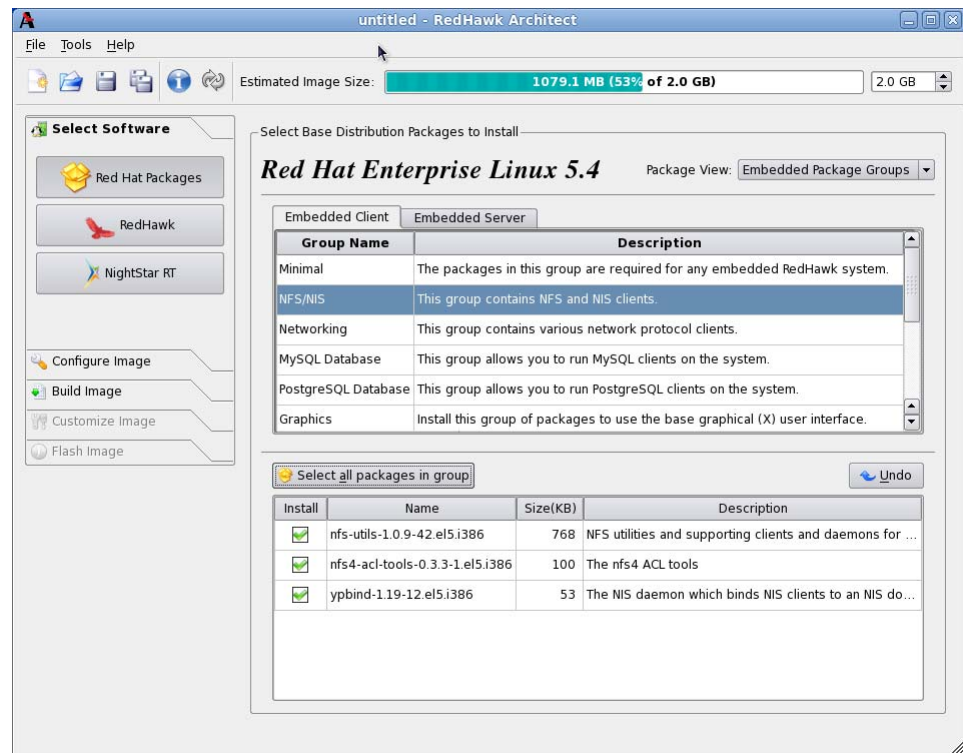 untitled - RedHawk Architect
File Tools Help
Estimated Image Size: 1079.1 MB (53% of 2.0 GB) 2.0 GB
Select Software
Red Hat Packages
RedHawk
NightStar RT
Configure Image
Build Image
Customize Image
Flash Image
Select Base Distribution Packages to Install
Red Hat Enterprise Linux 5.4 Package View: Embedded Package Groups
Embedded Client Embedded Server
Group Name Description
Minimal The packages in this group are required for any embedded RedHawk system.
NFS/NIS This group contains NFS and NIS clients.
Networking This group contains various network protocol clients.
MySQL Database This group allows you to run MySQL clients on the system.
PostgreSQL Database This group allows you to run PostgreSQL clients on the system.
Graphics Install this group of packages to use the base graphical (X) user interface.
Select all packages in group Undo
Install Name Size(KB) Description
nfs-utils-1.0.9-42.el5.i386 768 NFS utilities and supporting clients and daemons for ...
nfs4-acl-tools-0.3.3-1.el5.i386 100 The nfs4 ACL tools
ypbind-1.19-12.el5.i386 53 The NIS daemon which binds NIS clients to an NIS do...